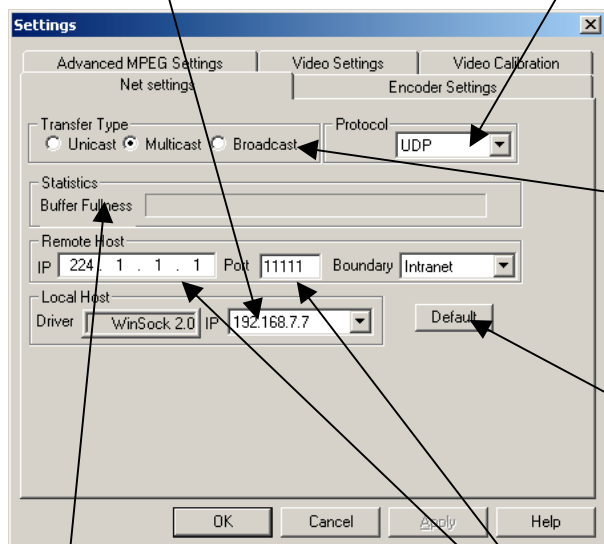 Settings
Advanced MPEG Settings Video Settings Video Calibration
Net settings Encoder Settings
Transfer Type Protocol
Unicast Multicast Broadcast UDP
Statistics
Buffer Fullness
Remote Host
IP 224 . 1 . 1 . 1 Port 11111 Boundary Intranet
Local Host
Driver WinSock 2.0 IP 192.168.7.7 Default
OK Cancel Apply Help